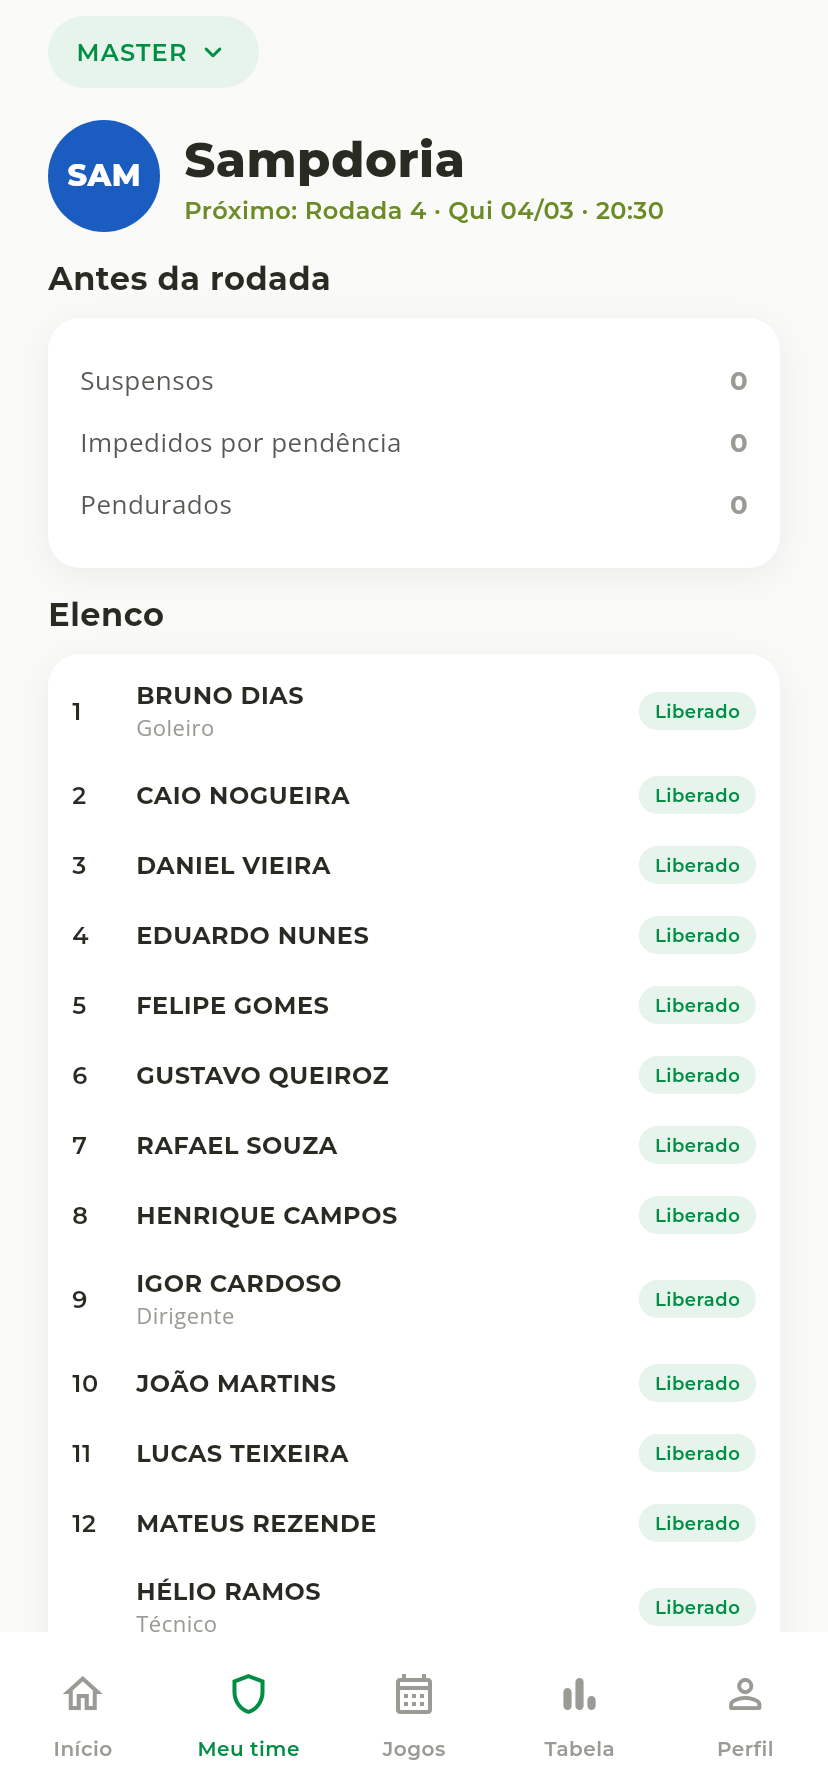 MASTER
SAM
Sampdoria
Próximo: Rodada 4 · Qui 04/03 · 20:30
Antes da rodada
Suspensos 0
Impedidos por pendência 0
Pendurados 0
Elenco
1 BRUNO DIAS Liberado
Goleiro
2 CAIO NOGUEIRA Liberado
3 DANIEL VIEIRA Liberado
4 EDUARDO NUNES Liberado
5 FELIPE GOMES Liberado
6 GUSTAVO QUEIROZ Liberado
7 RAFAEL SOUZA Liberado
8 HENRIQUE CAMPOS Liberado
9 IGOR CARDOSO Liberado
Dirigente
10 JOÃO MARTINS Liberado
11 LUCAS TEIXEIRA Liberado
12 MATEUS REZENDE Liberado
HÉLIO RAMOS Liberado
Técnico
Início Meu time Jogos Tabela Perfil